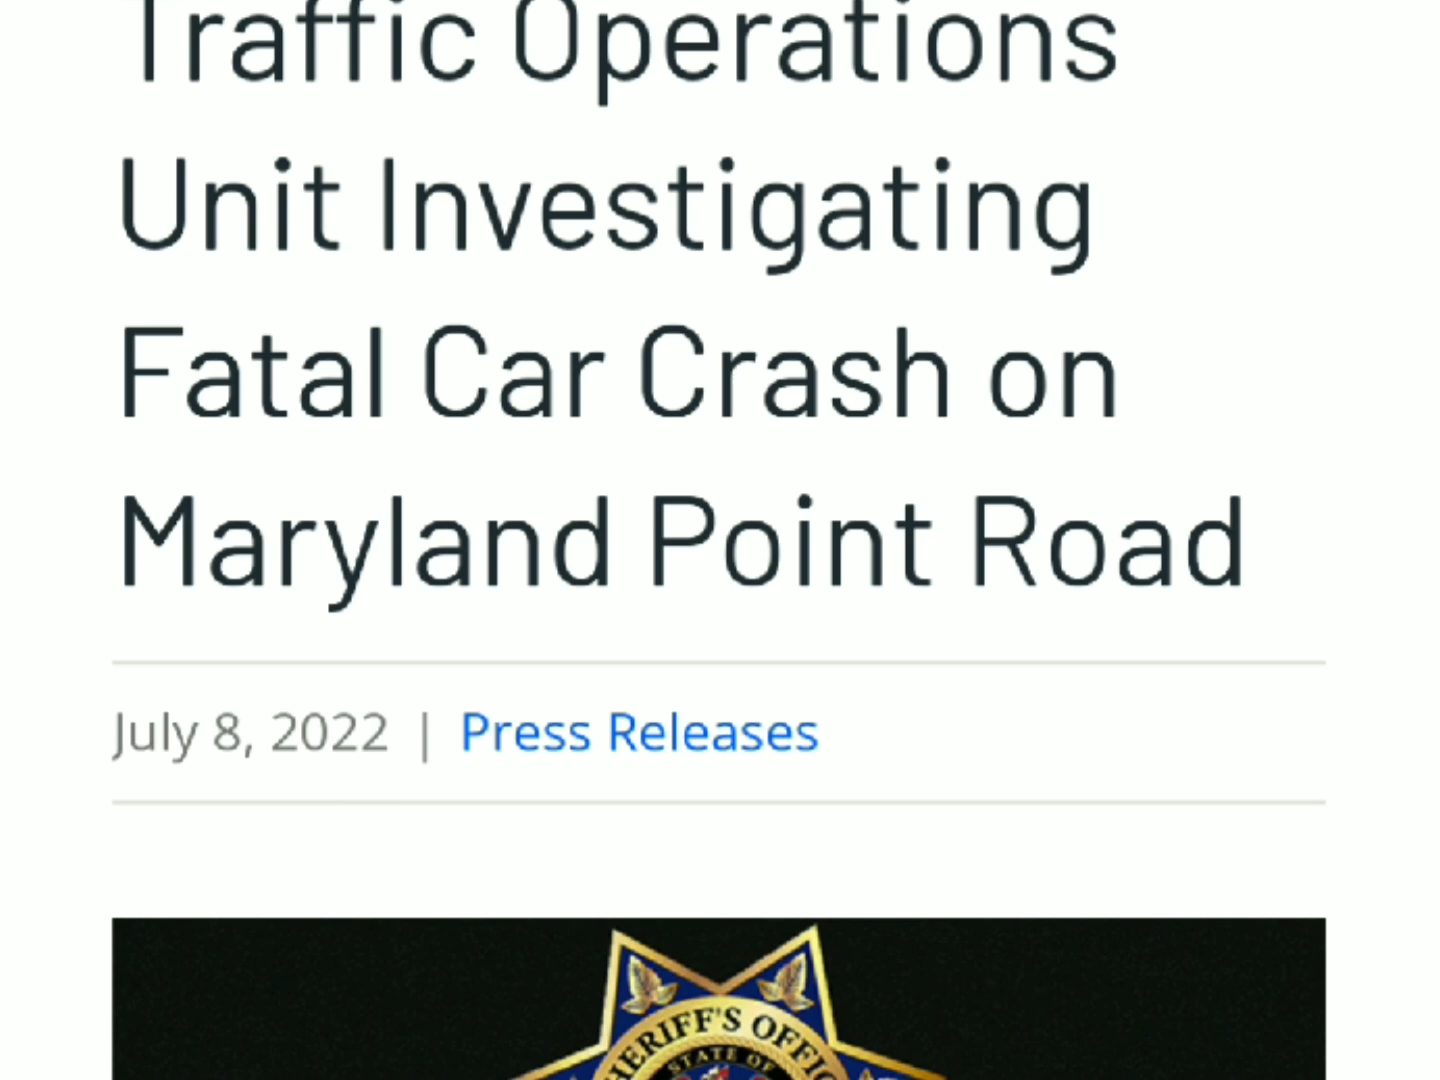 Traffic Operations
Unit Investigating
Fatal Car Crash on
Maryland Point Road
July 8, 2022 | Press Releases
SHERIFF'S OFFICE
STATE OF